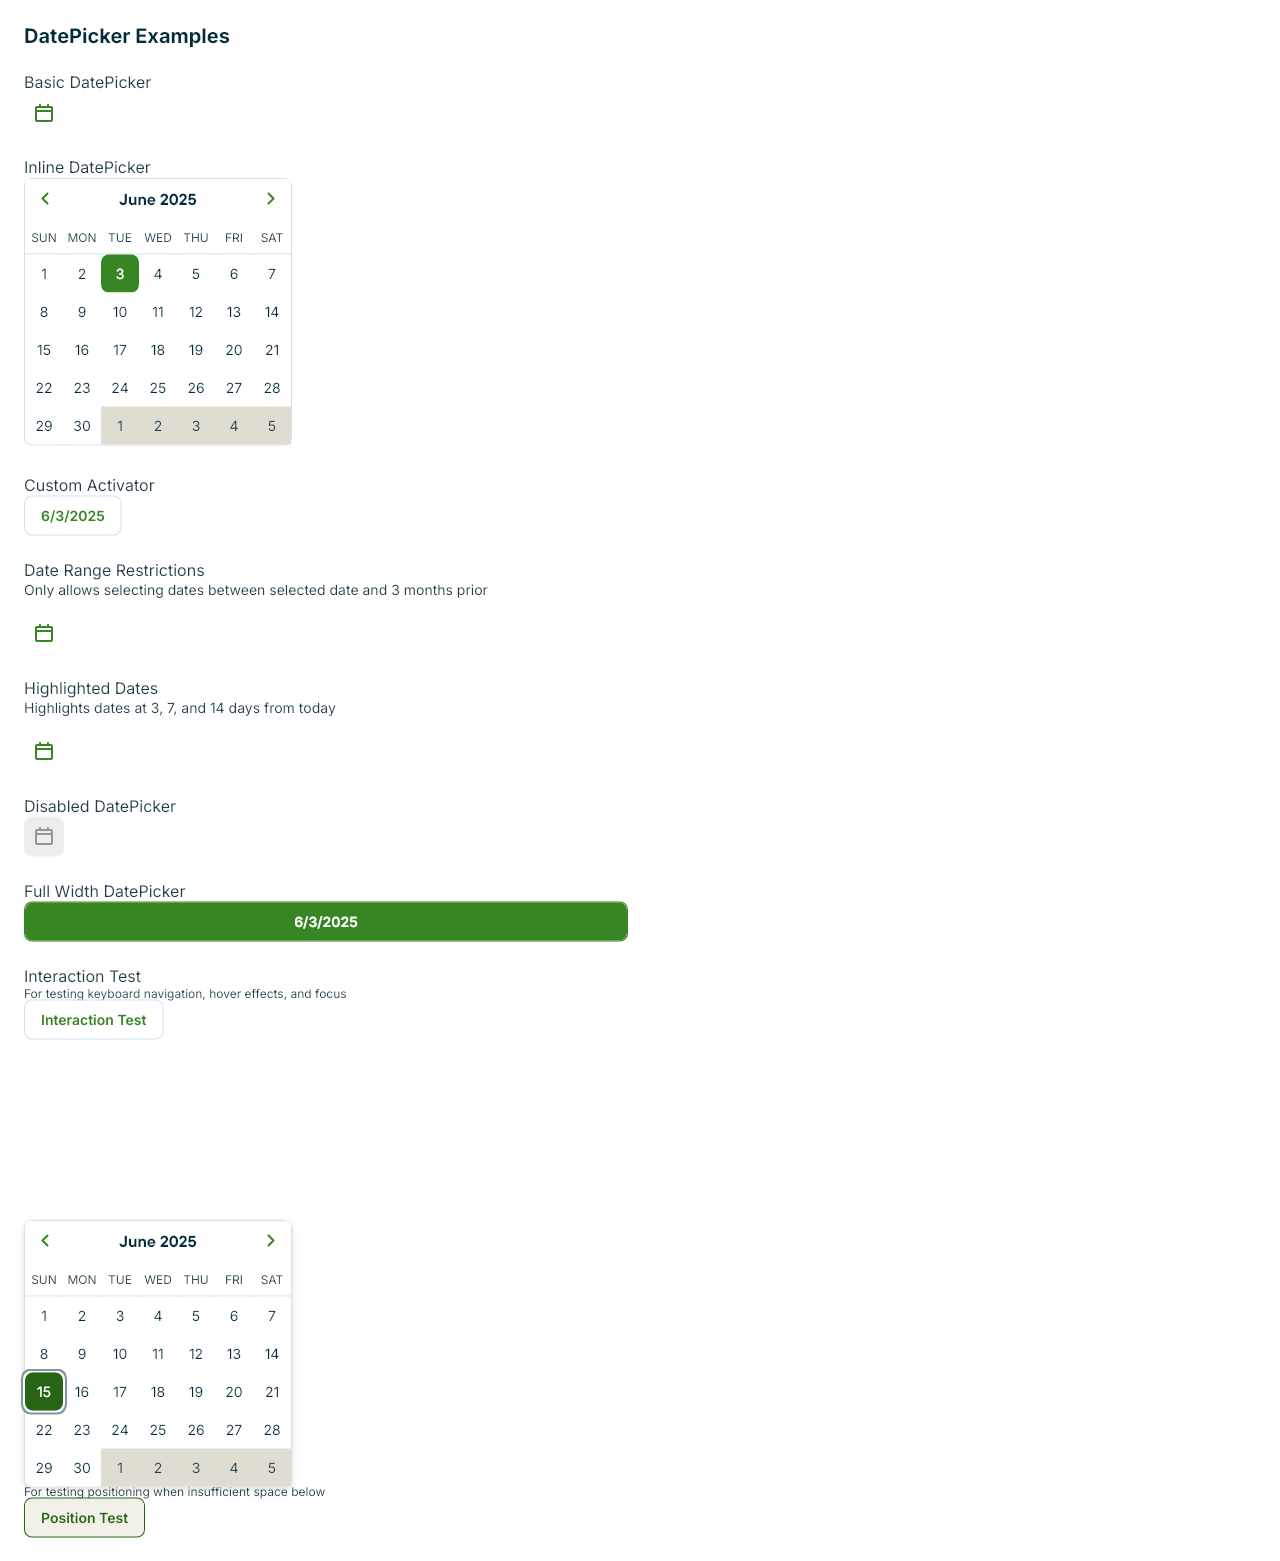 DatePicker Examples
Basic DatePicker
Inline DatePicker
June 2025
SUN MON TUE WED THU FRI SAT
1 2 3 4 5 6 7
8 9 10 11 12 13 14
15 16 17 18 19 20 21
22 23 24 25 26 27 28
29 30 1 2 3 4 5
Custom Activator
6/3/2025
Date Range Restrictions
Only allows selecting dates between selected date and 3 months prior
Highlighted Dates
Highlights dates at 3, 7, and 14 days from today
Disabled DatePicker
Full Width DatePicker
6/3/2025
Interaction Test
For testing keyboard navigation, hover effects, and focus
Interaction Test
June 2025
SUN MON TUE WED THU FRI SAT
1 2 3 4 5 6 7
8 9 10 11 12 13 14
15 16 17 18 19 20 21
22 23 24 25 26 27 28
29 30 1 2 3 4 5
For testing positioning when insufficient space below
Position Test